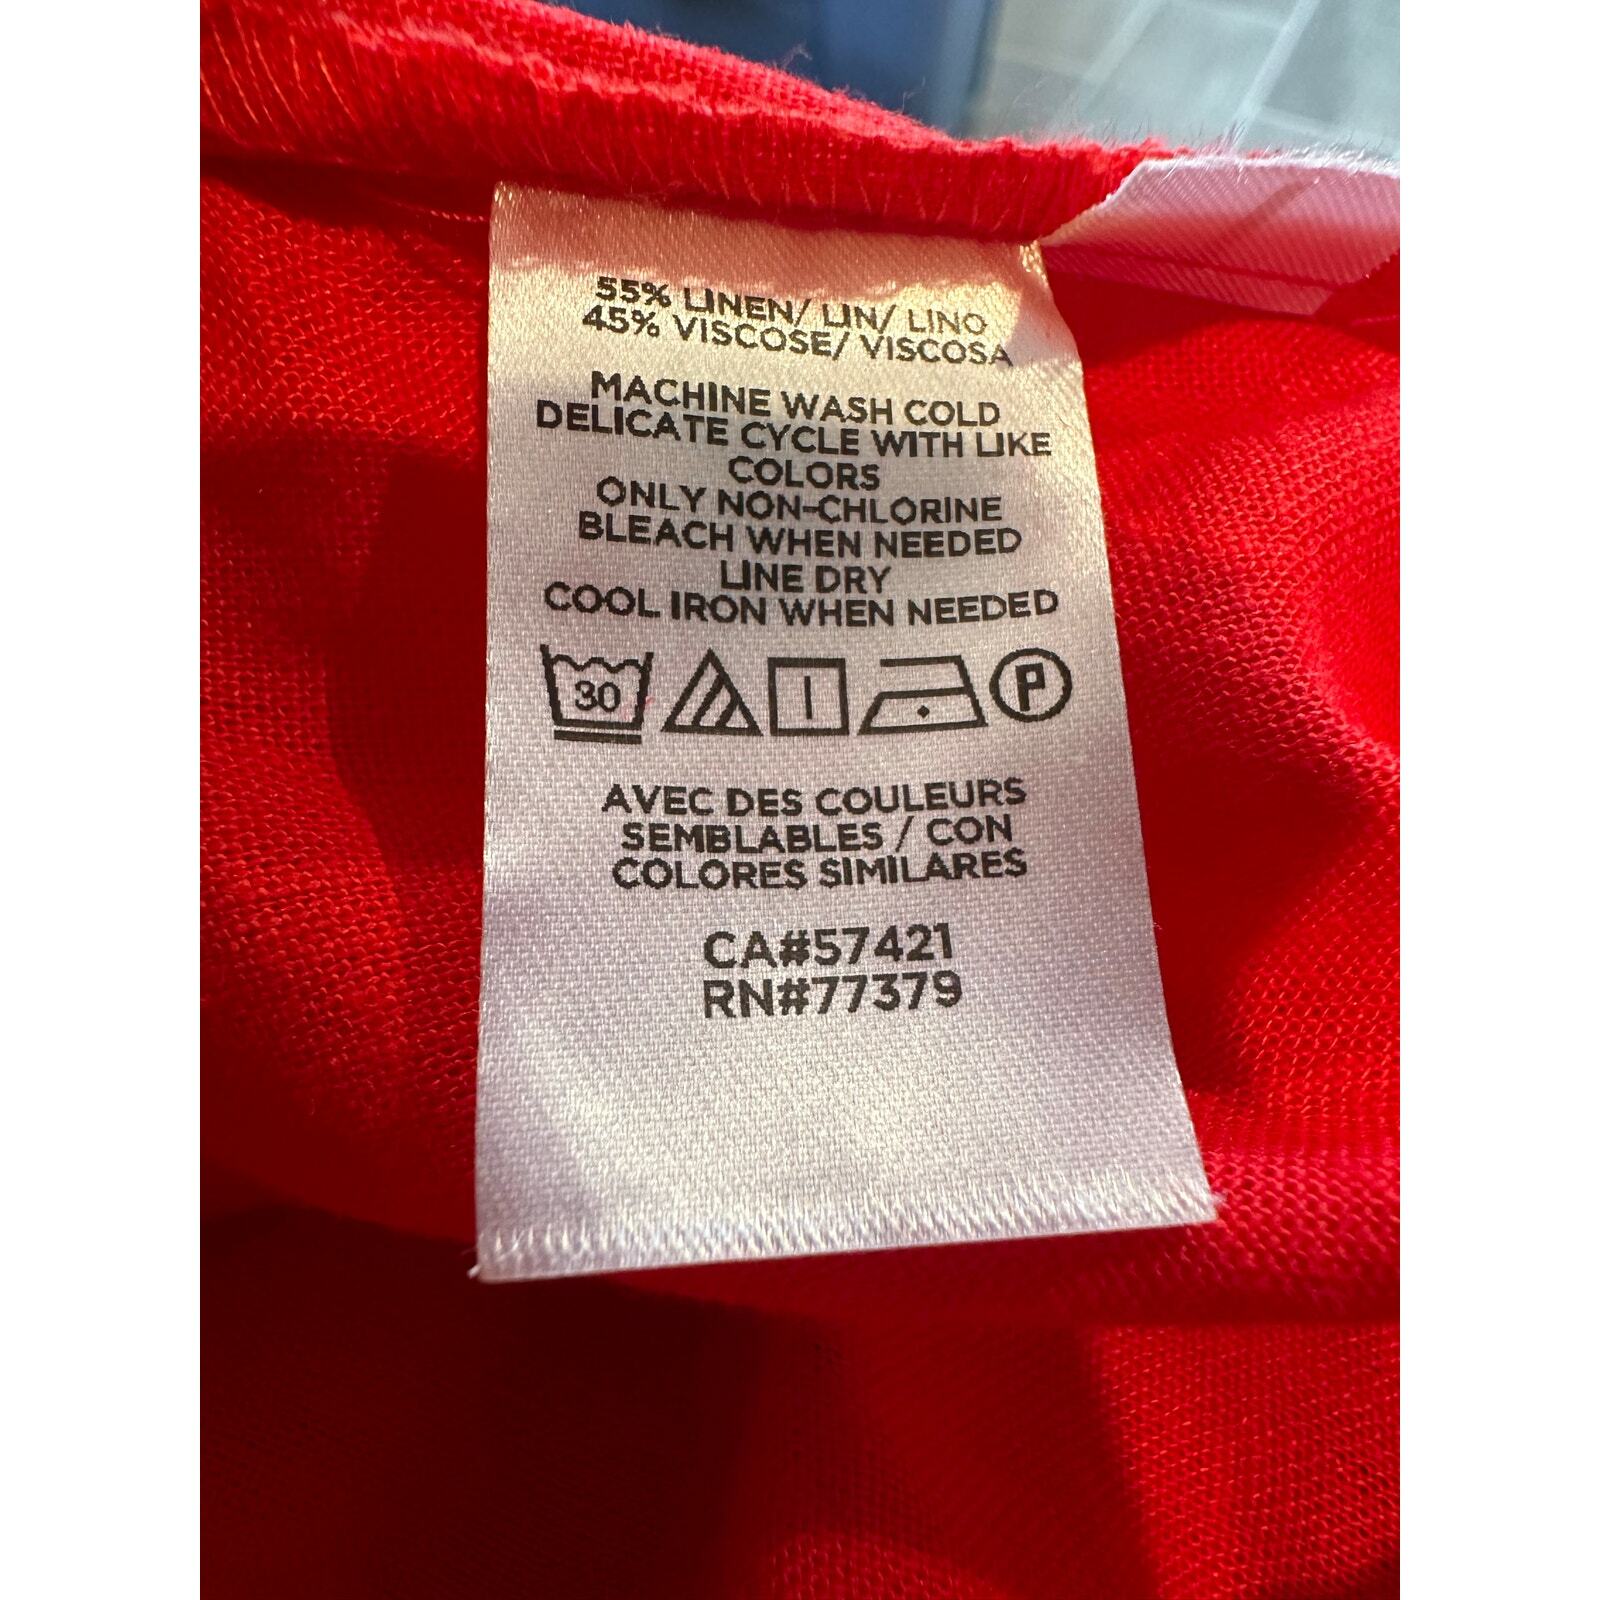 55% LINEN/ LIN/ LINO
45% VISCOSE/ VISCOSA
MACHINE WASH COLD
DELICATE CYCLE WITH LIKE
COLORS
ONLY NON-CHLORINE
BLEACH WHEN NEEDED
LINE DRY
COOL IRON WHEN NEEDED
30 P
AVEC DES COULEURS
SEMBLABLES / CON
COLORES SIMILARES
CA#57421
RN#77379